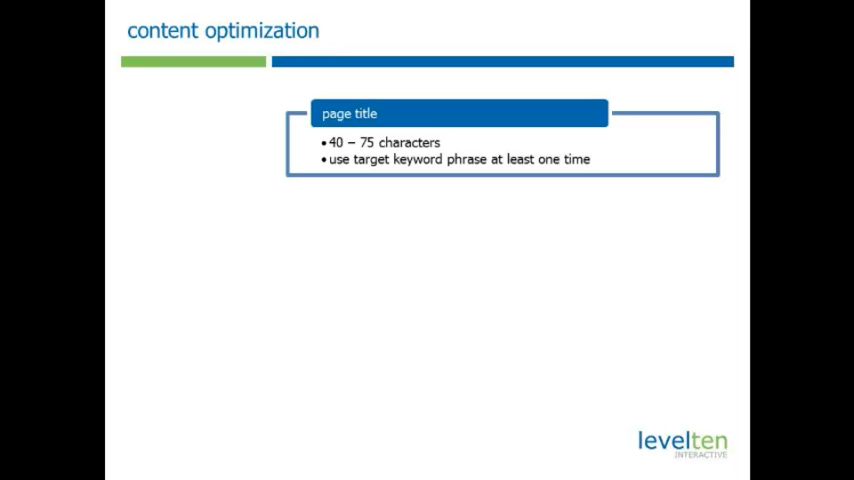 content optimization
page title
•40 – 75 characters
•use target keyword phrase at least one time
levelten
INTERACTIVE